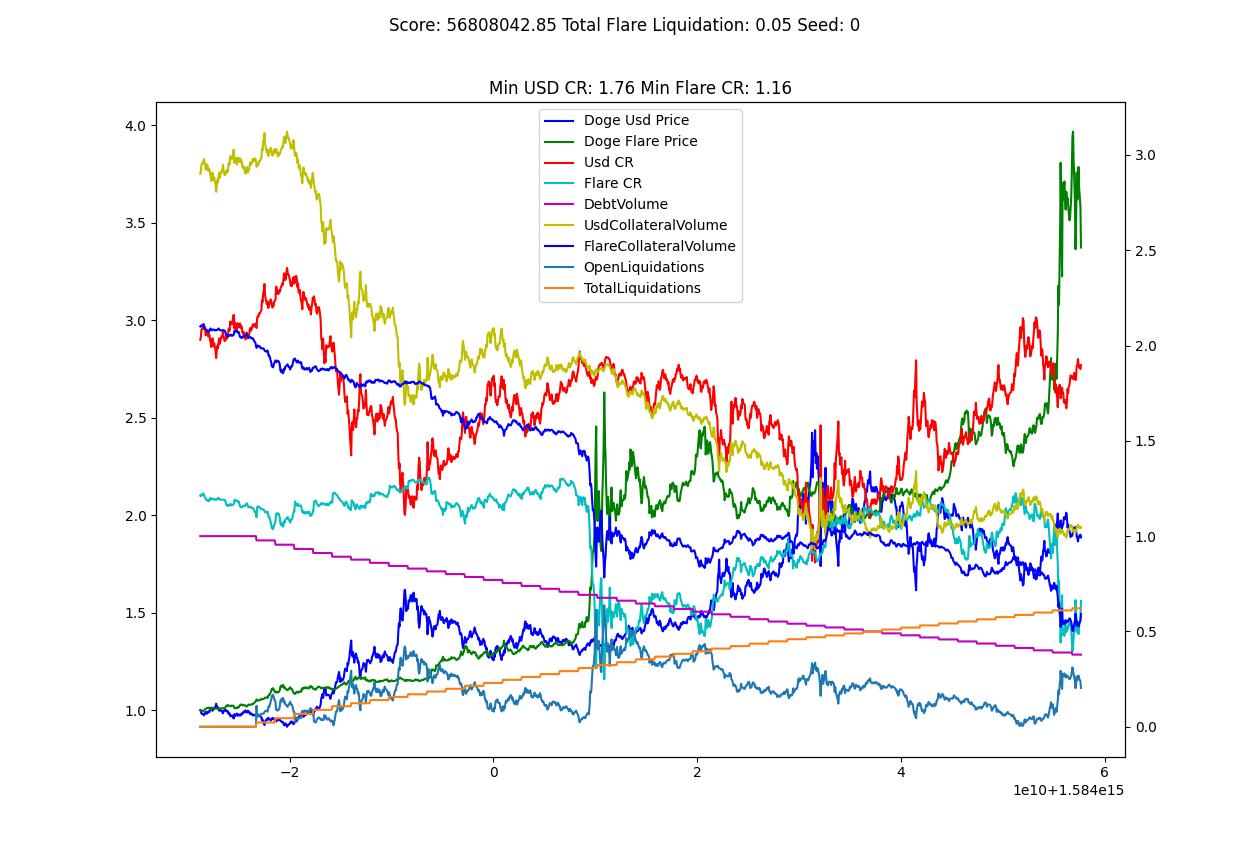 Score: 56808042.85 Total Flare Liquidation: 0.05 Seed: 0
Min USD CR: 1.76 Min Flare CR: 1.16
Doge Usd Price
Doge Flare Price
Usd CR
Flare CR
DebtVolume
UsdCollateralVolume
FlareCollateralVolume
OpenLiquidations
TotalLiquidations
4.0
3.5
3.0
2.5
2.0
1.5
1.0
3.0
2.5
2.0
1.5
1.0
0.5
0.0
−2
0
2
4
6
1e10+1.584e15